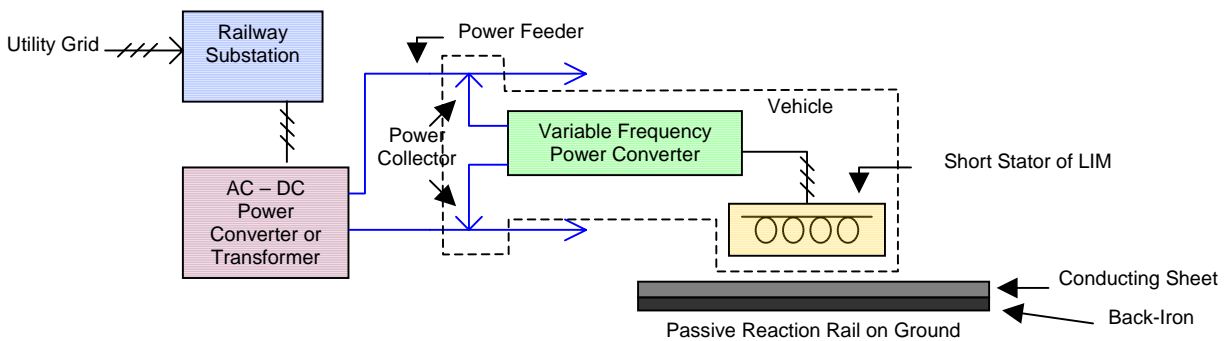 Utility Grid
Railway
Substation
Power Feeder
Power
Collector
Vehicle
Variable Frequency
Power Converter
Short Stator of LIM
AC – DC
Power
Converter or
Transformer
Conducting Sheet
Back-Iron
Passive Reaction Rail on Ground